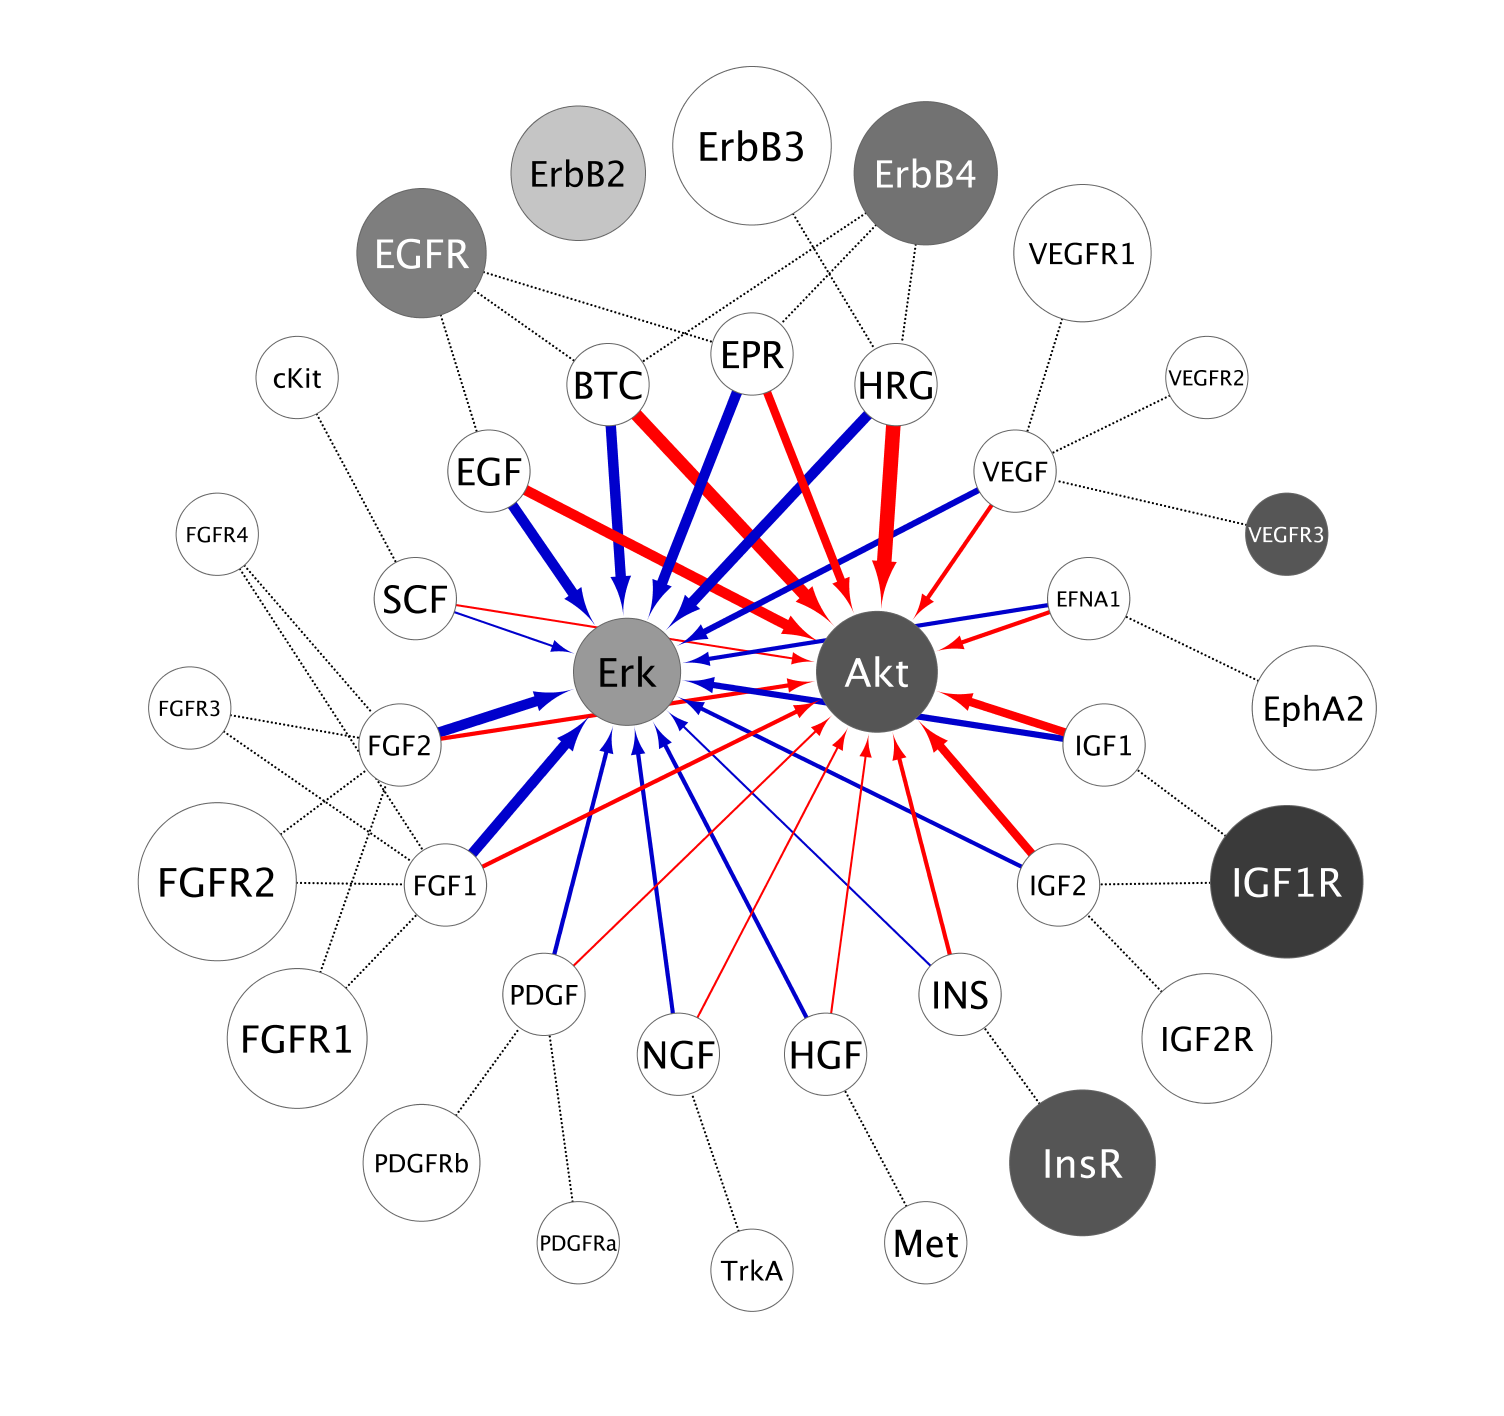 ErbB3
ErbB2
ErbB4
EGFR
VEGFR1
EPR
cKit
BTC
HRG
VEGFR2
EGF
VEGF
FGFR4
VEGFR3
SCF
EFNA1
Erk
Akt
FGFR3
EphA2
FGF2
IGF1
FGFR2
FGF1
IGF2
IGF1R
PDGF
INS
FGFR1
NGF
HGF
IGF2R
PDGFRb
InsR
PDGFRa
Met
TrkA